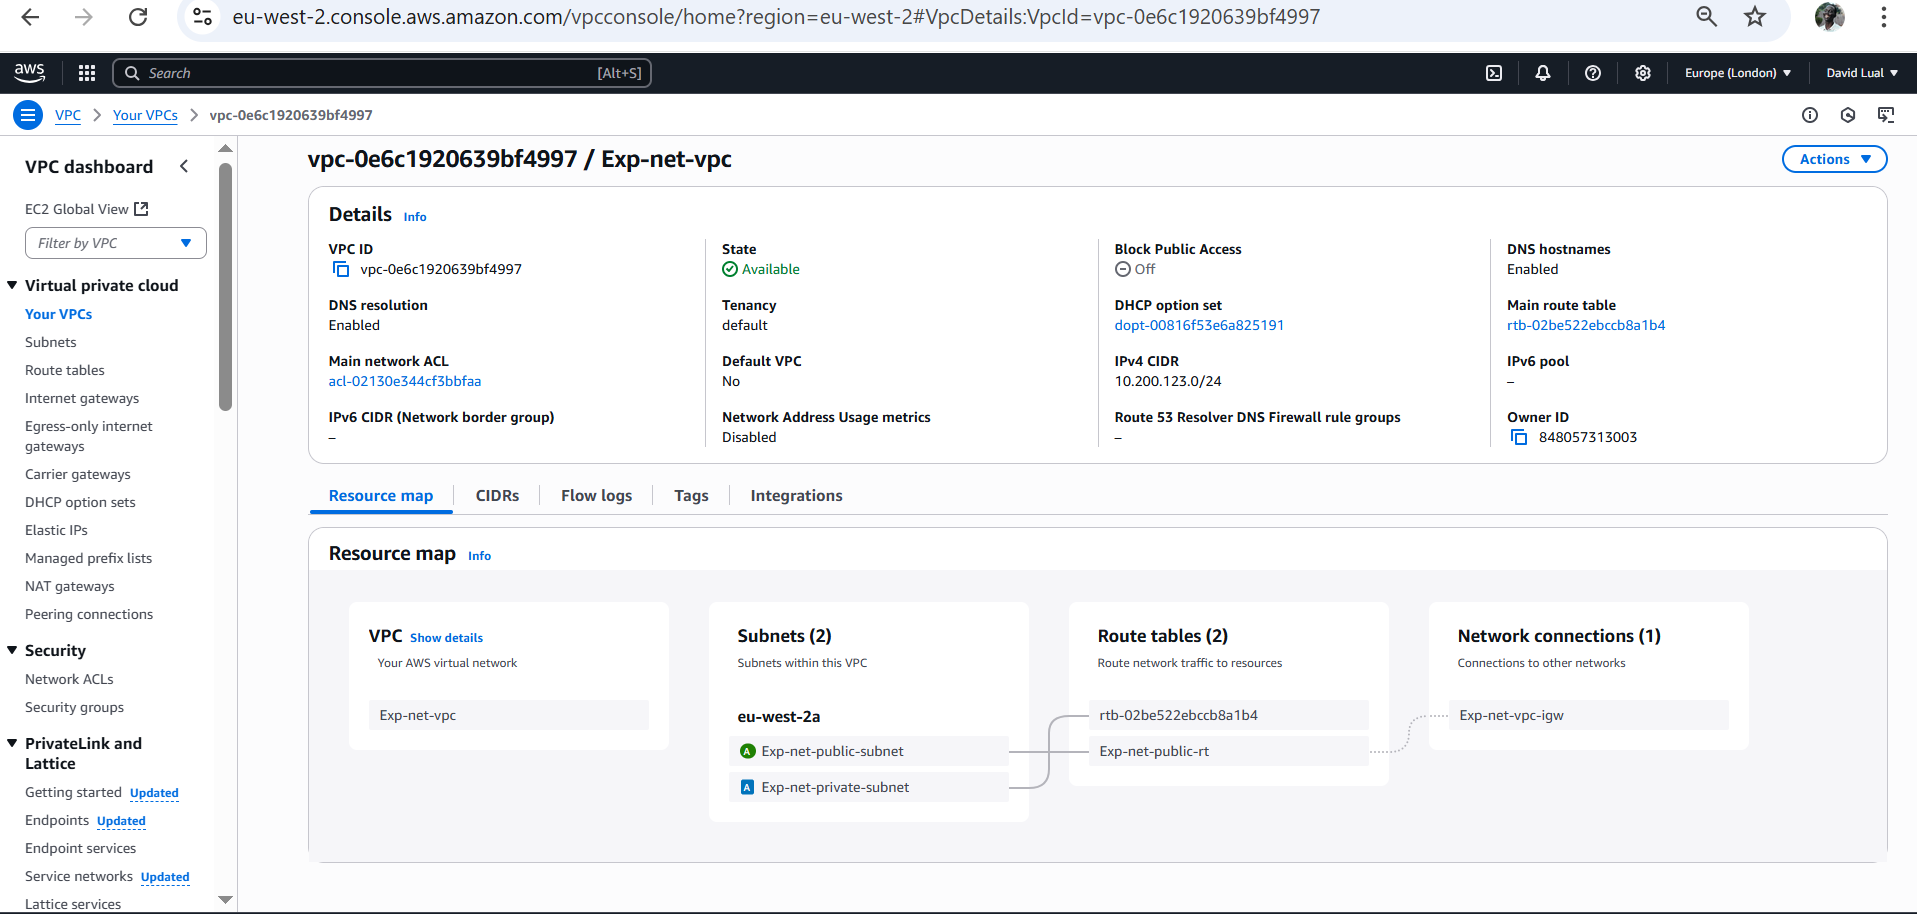 eu-west-2.console.aws.amazon.com/vpcconsole/home?region=eu-west-2#VpcDetails:VpcId=vpc-0e6c1920639bf4997
aws
Search
[Alt+S]
Europe (London)
David Lual
VPC
Your VPCs
vpc-0e6c1920639bf4997
VPC dashboard
EC2 Global View
Filter by VPC
Virtual private cloud
Your VPCs
Subnets
Route tables
Internet gateways
Egress-only internet
gateways
Carrier gateways
DHCP option sets
Elastic IPs
Managed prefix lists
NAT gateways
Peering connections
Security
Network ACLs
Security groups
PrivateLink and
Lattice
Getting started Updated
Endpoints Updated
Endpoint services
Service networks Updated
Lattice services
vpc-0e6c1920639bf4997 / Exp-net-vpc
Actions
Details Info
VPC ID
vpc-0e6c1920639bf4997
State
Available
Block Public Access
Off
DNS hostnames
Enabled
DNS resolution
Enabled
Tenancy
default
DHCP option set
dopt-00816f53e6a825191
Main route table
rtb-02be522ebccb8a1b4
Main network ACL
acl-02130e344cf3bbfaa
Default VPC
No
IPv4 CIDR
10.200.123.0/24
IPv6 pool
–
IPv6 CIDR (Network border group)
–
Network Address Usage metrics
Disabled
Route 53 Resolver DNS Firewall rule groups
–
Owner ID
848057313003
Resource map
CIDRs
Flow logs
Tags
Integrations
Resource map Info
VPC Show details
Your AWS virtual network
Exp-net-vpc
Subnets (2)
Subnets within this VPC
eu-west-2a
A Exp-net-public-subnet
A Exp-net-private-subnet
Route tables (2)
Route network traffic to resources
rtb-02be522ebccb8a1b4
Exp-net-public-rt
Network connections (1)
Connections to other networks
Exp-net-vpc-igw